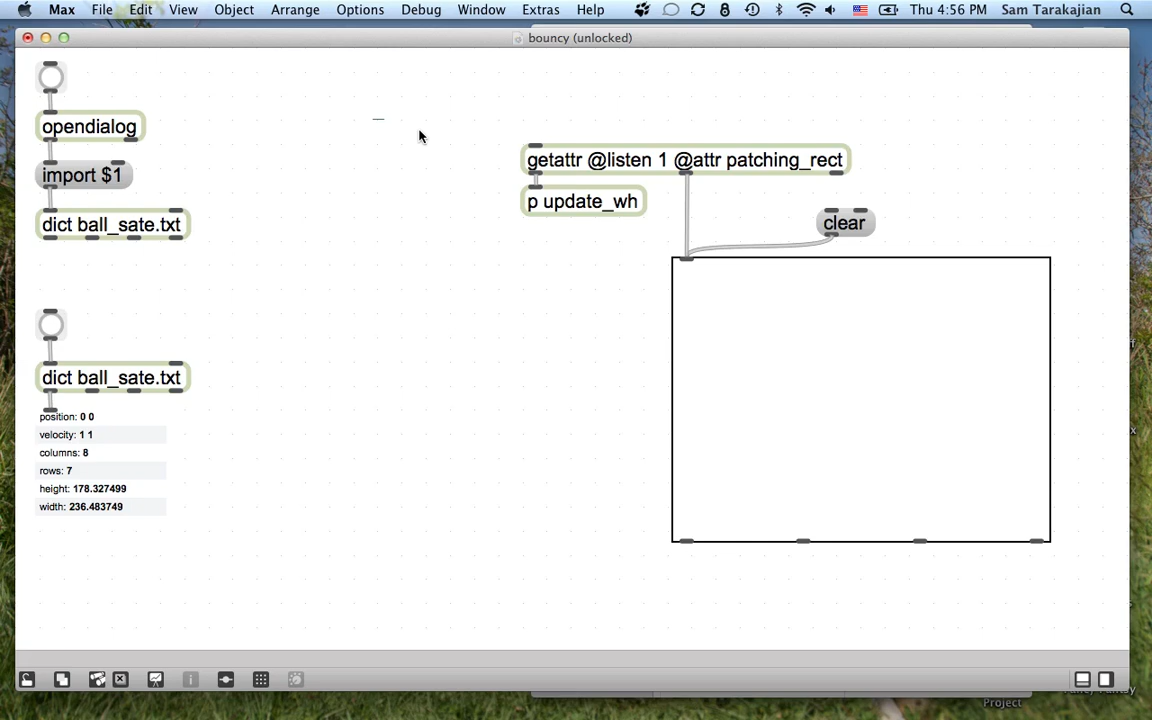 Max File Edit View Object Arrange Options Debug Window Extras Help Thu 4:56 PM Sam Tarakajian
bouncy (unlocked)
opendialog
import $1
dict ball_sate.txt
getattr @listen 1 @attr patching_rect
p update_wh
clear
dict ball_sate.txt
position: 0 0
velocity: 1 1
columns: 8
rows: 7
height: 178.327499
width: 236.483749
Project